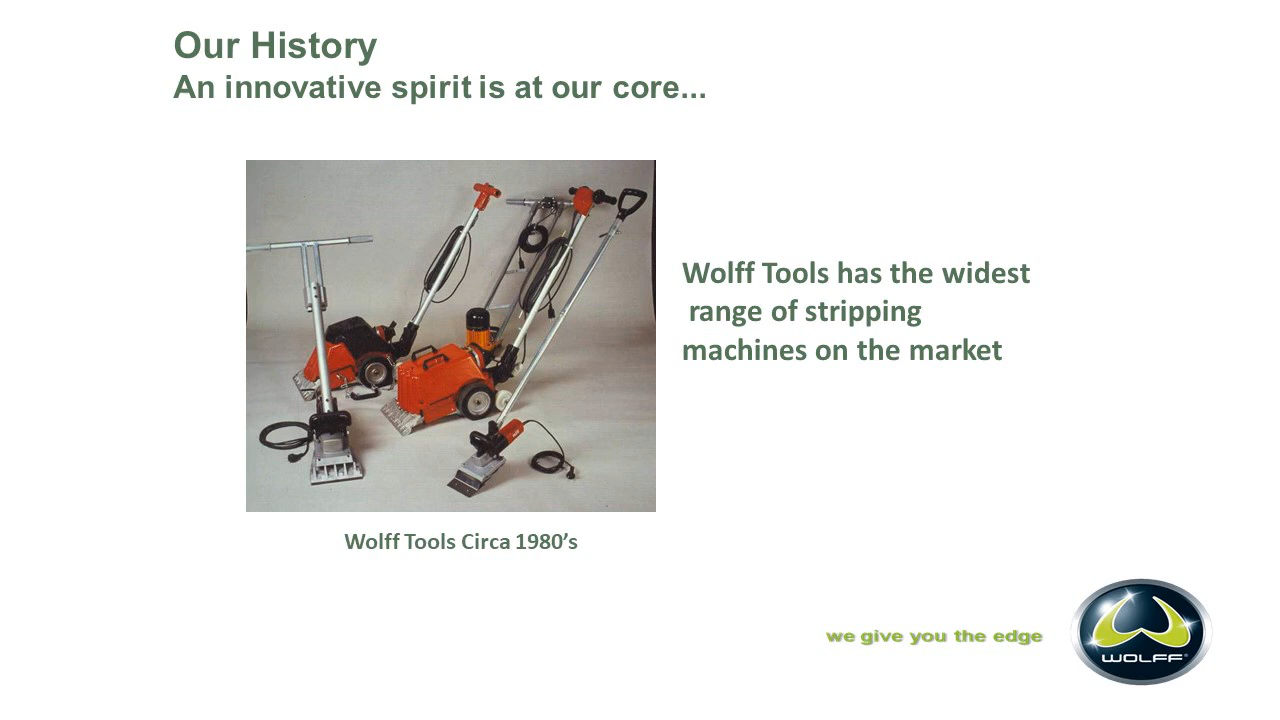 Our History
An innovative spirit is at our core...
Wolff Tools has the widest
range of stripping
machines on the market
Wolff Tools Circa 1980’s
we give you the edge
WOLFF®